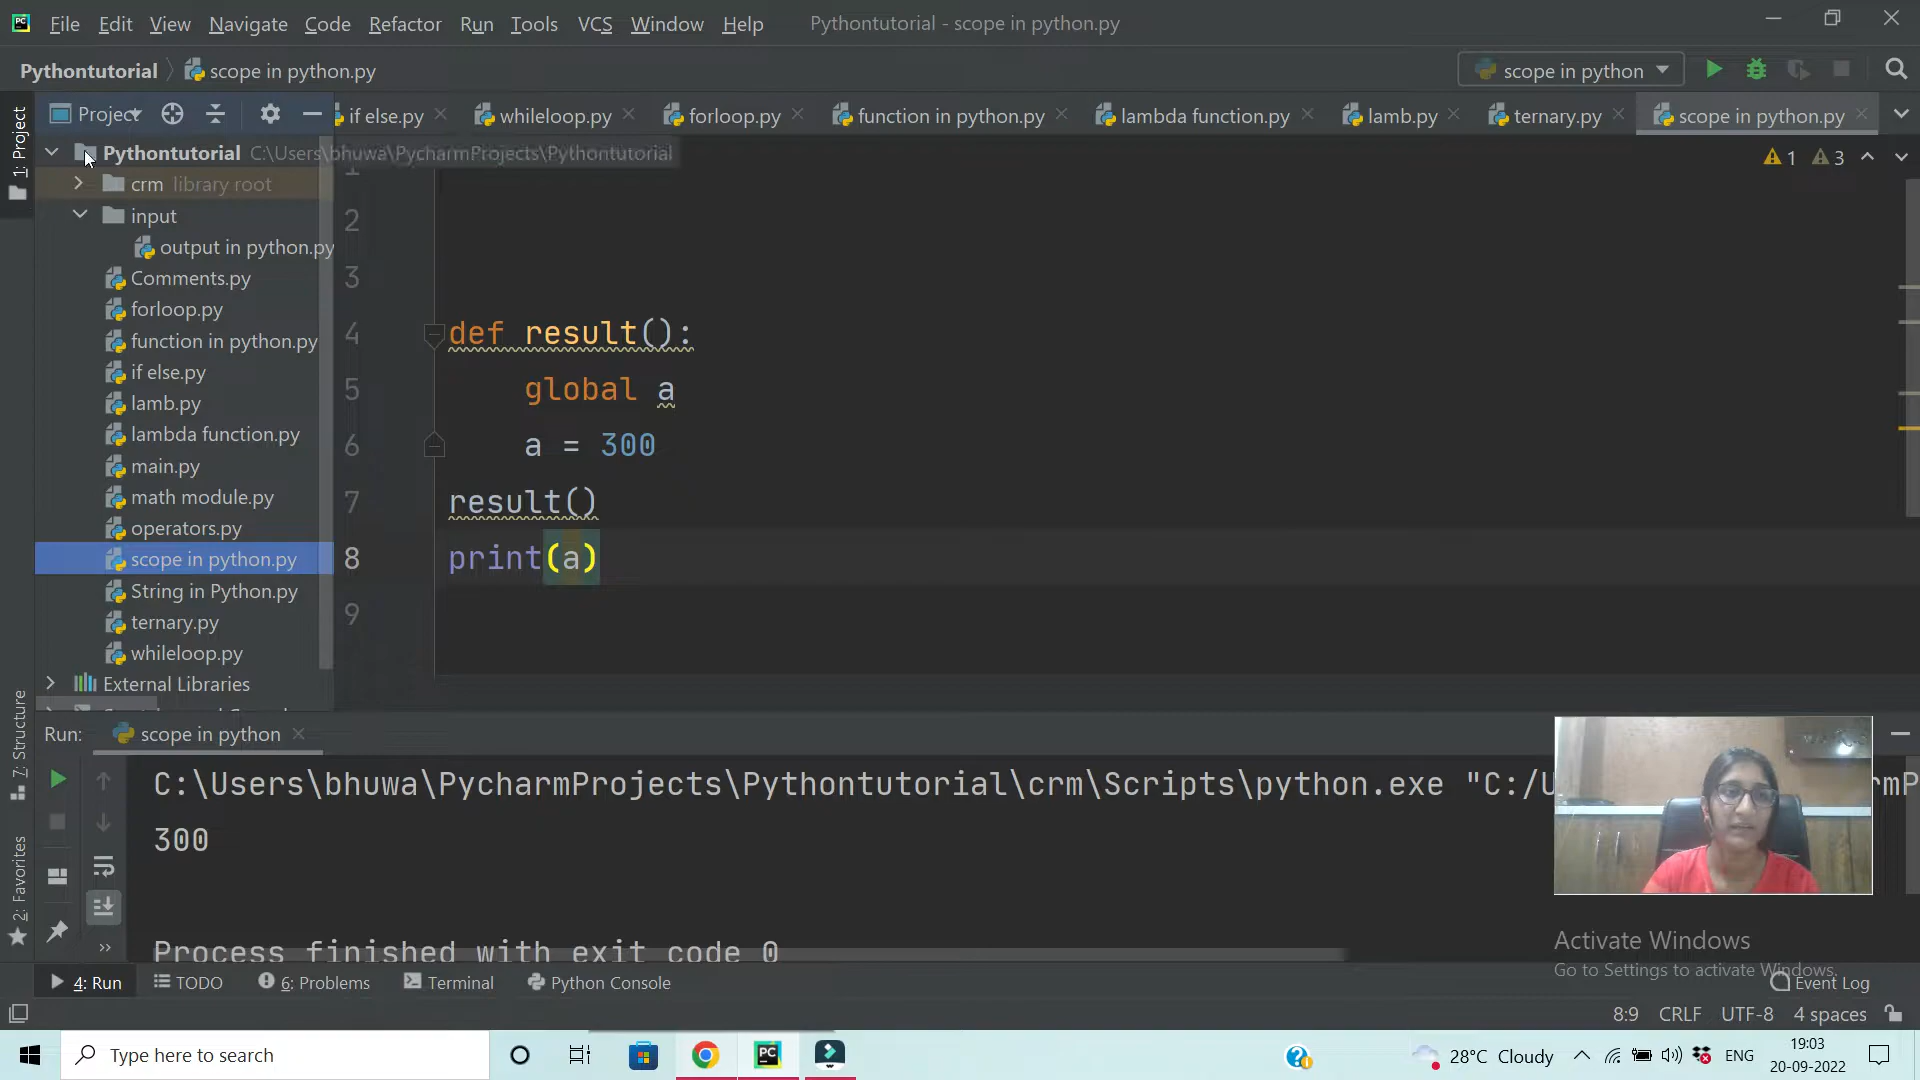 File Edit View Navigate Code Refactor Run Tools VCS Window Help Pythontutorial - scope in python.py
Pythontutorial scope in python.py scope in python
1: Project
Project if else.py whileloop.py forloop.py function in python.py lambda function.py lamb.py ternary.py scope in python.py
Pythontutorial C:\Users\bhuwa\PycharmProjects\Pythontutorial
1 3
crm library root
input
output in python.py
Comments.py
forloop.py
function in python.py
if else.py
lamb.py
lambda function.py
main.py
math module.py
operators.py
scope in python.py
String in Python.py
ternary.py
whileloop.py
External Libraries
1
2
3
4 def result():
5 global a
6 a = 300
7 result()
8 print(a)
9
7: Structure
2: Favorites
Run: scope in python
C:\Users\bhuwa\PycharmProjects\Pythontutorial\crm\Scripts\python.exe "C:/U
rmP
300
Process finished with exit code 0
Activate Windows
Go to Settings to activate Windows.
4: Run TODO 6: Problems Terminal Python Console Event Log
8:9 CRLF UTF-8 4 spaces
Type here to search
28°C Cloudy ENG
19:03
20-09-2022